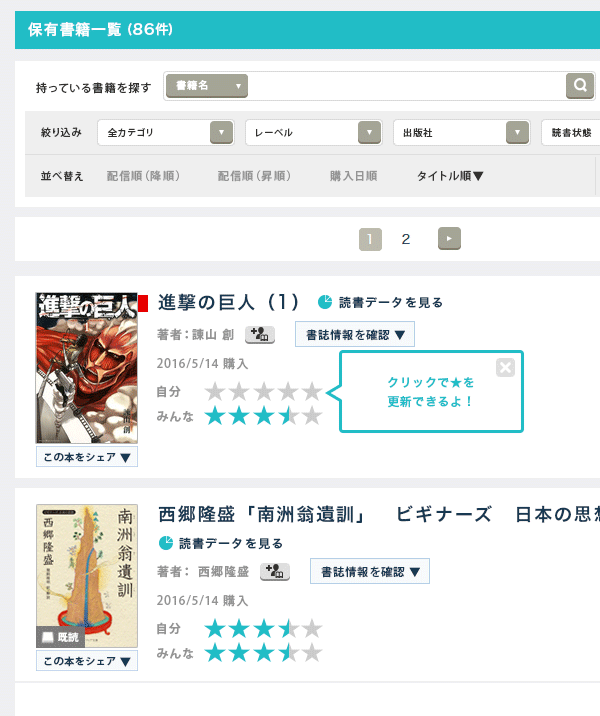 保有書籍一覧 (86件)
持っている書籍を探す 書籍名 ▼
絞り込み 全カテゴリ ▼ レーベル ▼ 出版社 ▼ 読書状態
並べ替え 配信順（降順） 配信順（昇順） 購入日順 タイトル順▼
1 2
進撃の巨人
1
諫山創
進撃の巨人（1） 読書データを見る
著者：諫山 創 書誌情報を確認 ▼
2016/5/14 購入
自分 ★★★★★
みんな ★★★★★
クリックで★を
更新できるよ！
この本をシェア ▼
南洲翁遺訓
西郷隆盛
既読
西郷隆盛「南洲翁遺訓」　ビギナーズ　日本の思想
読書データを見る
著者： 西郷隆盛 書誌情報を確認 ▼
2016/5/14 購入
自分 ★★★★★
みんな ★★★★★
この本をシェア ▼